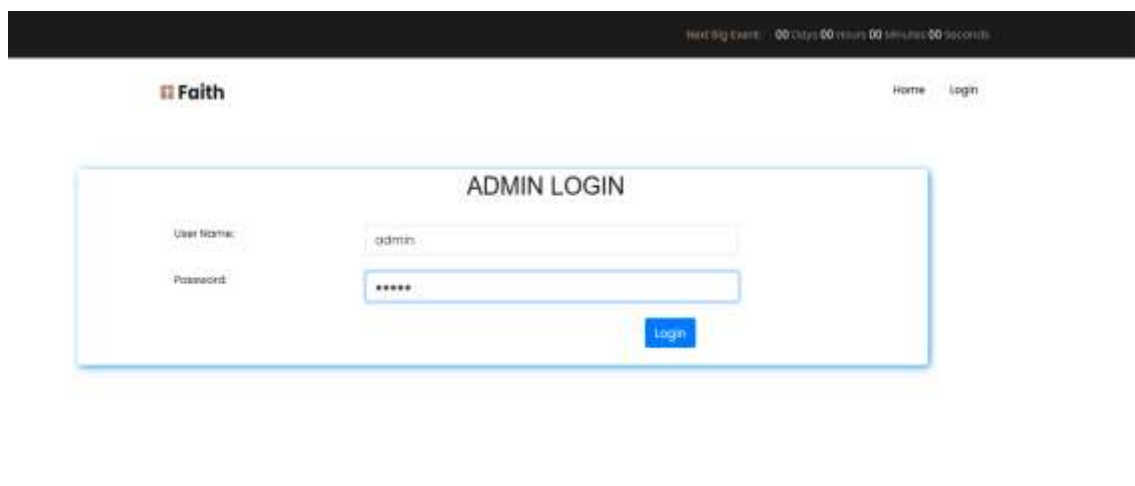 Next Big Event: 00 Days 00 Hours 00 Minutes 00 Seconds
Faith
Home Login
ADMIN LOGIN
User Name:
admin
Password:
•••••
Login